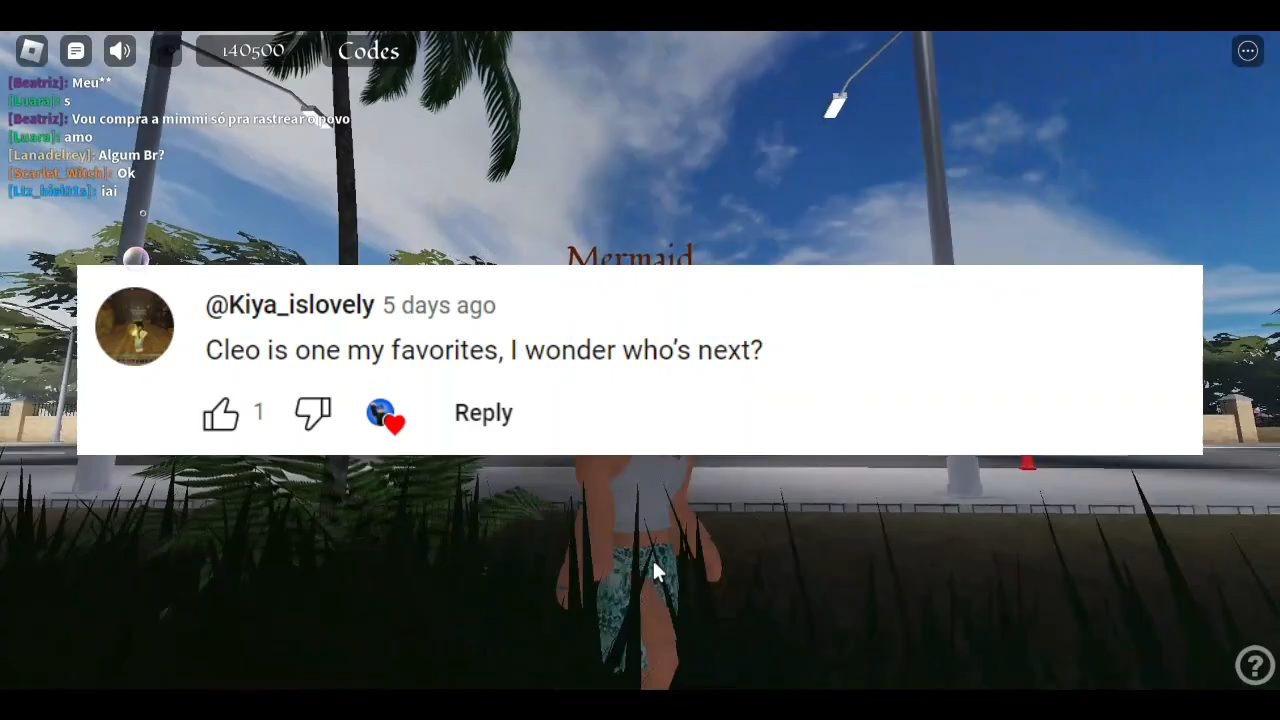 140500
Codes
[Beatriz]: Meu**
[Luara]: s
[Beatriz]: Vou compra a mimmi só pra rastrear o povo
[Luara]: amo
[Lanadelrey]: Algum Br?
[Scarlet_Witch]: Ok
iai
Mermaid
@Kiya_islovely 5 days ago
Cleo is one my favorites, I wonder who's next?
1
Reply